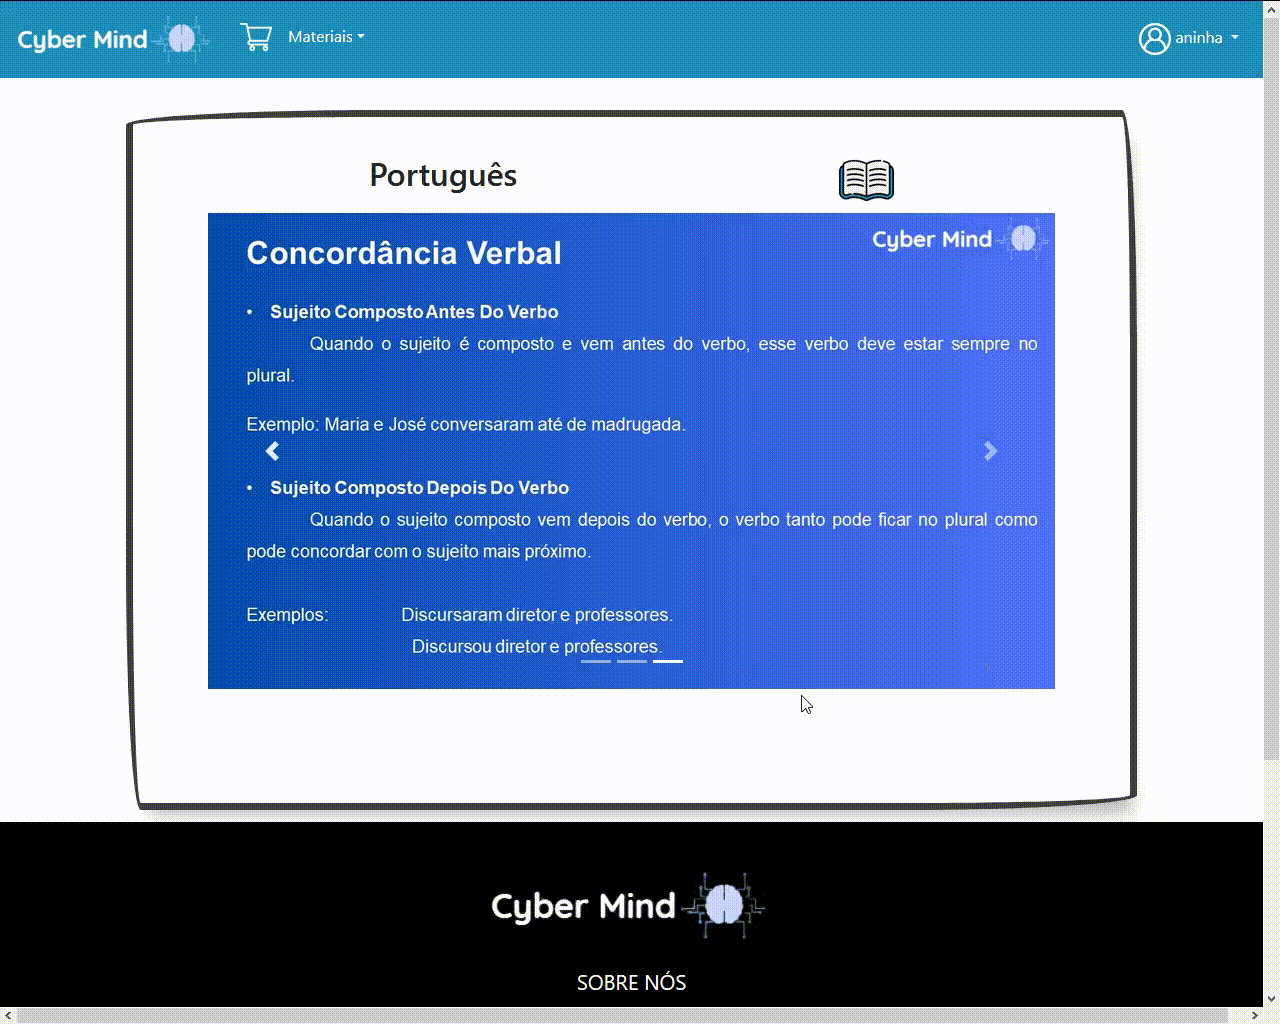 Cyber Mind
Materiais
aninha
Português
Cyber Mind
Concordância Verbal
• Sujeito Composto Antes Do Verbo
Quando o sujeito é composto e vem antes do verbo, esse verbo deve estar sempre no
plural.
Exemplo: Maria e José conversaram até de madrugada.
• Sujeito Composto Depois Do Verbo
Quando o sujeito composto vem depois do verbo, o verbo tanto pode ficar no plural como
pode concordar com o sujeito mais próximo.
Exemplos: Discursaram diretor e professores.
Discursou diretor e professores.
Cyber Mind
SOBRE NÓS